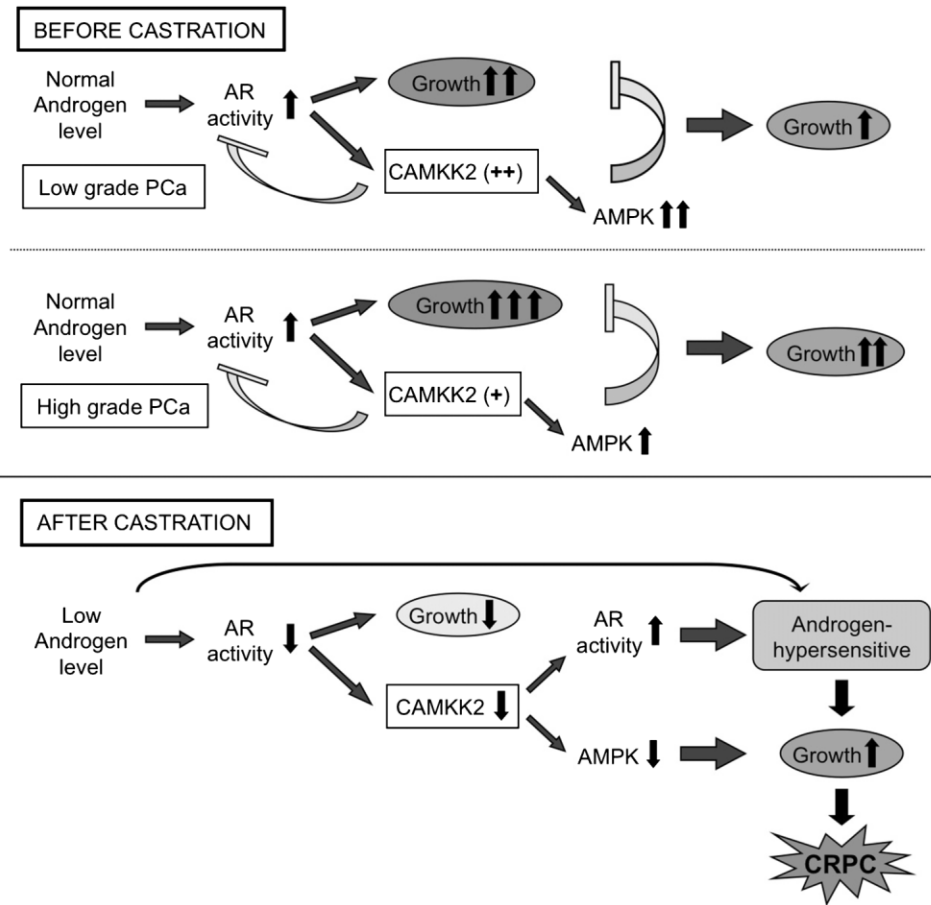 BEFORE CASTRATION
Normal
Androgen
level
AR
activity
Growth
CAMKK2 (++)
AMPK
Growth
Low grade PCa
Normal
Androgen
level
AR
activity
Growth
CAMKK2 (+)
AMPK
Growth
High grade PCa
AFTER CASTRATION
Low
Androgen
level
AR
activity
Growth
CAMKK2
AR
activity
AMPK
Androgen-
hypersensitive
Growth
CRPC